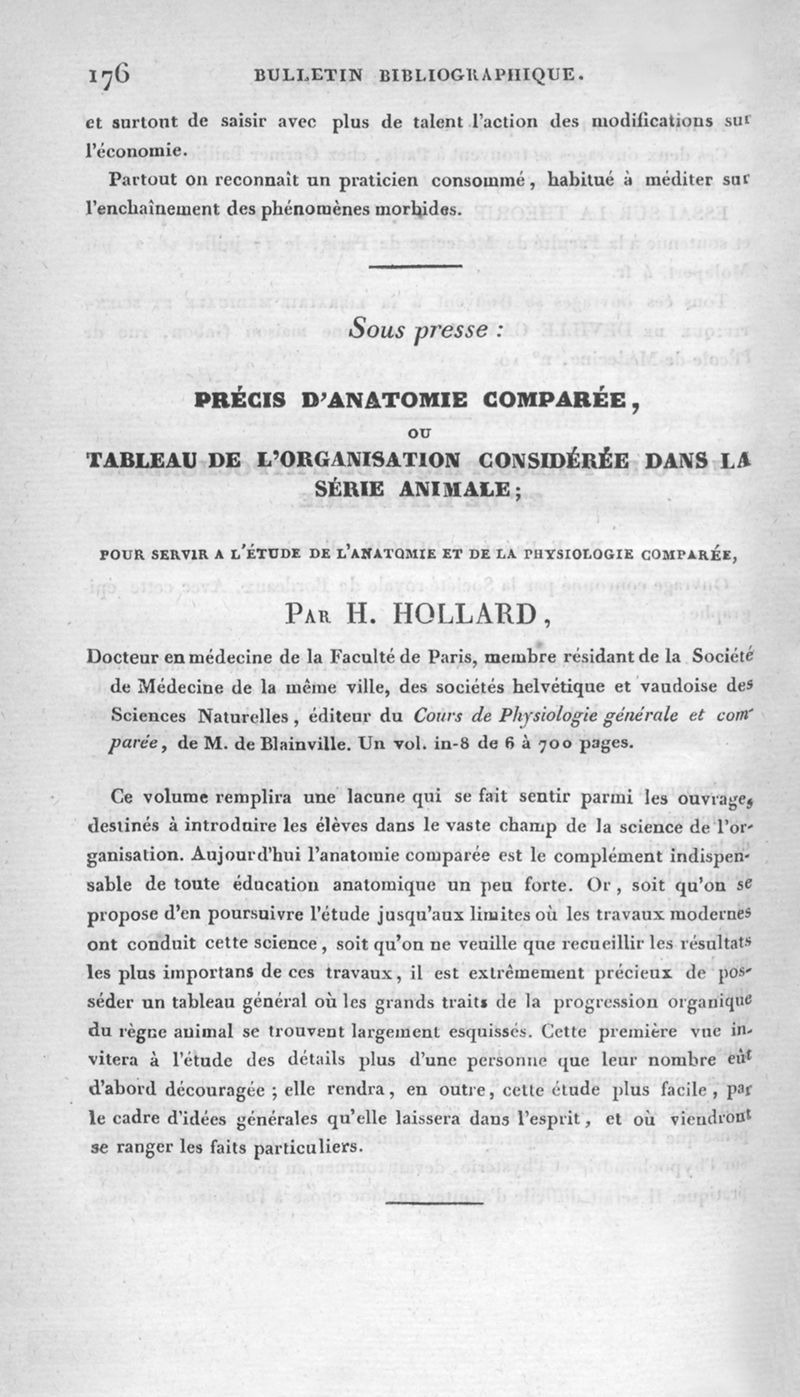 176 BULLETIN BIBLIOGRAPHIQUE.
et surtout de saisir avec plus de talent l'action des modifications sur
l'économie.
Partout on reconnaît un praticien consommé, habitué à méditer sur
l'enchaînement des phénomènes morbides.
Sous presse :
PRÉCIS D'ANATOMIE COMPARÉE,
OU
TABLEAU DE L'ORGANISATION CONSIDÉRÉE DANS LA
SÉRIE ANIMALE;
POUR SERVIR A L'ÉTUDE DE L'ANATOMIE ET DE LA PHYSIOLOGIE COMPARÉE,
PAR H. HOLLARD,
Docteur en médecine de la Faculté de Paris, membre résidant de la Société
de Médecine de la même ville, des sociétés helvétique et vaudoise des
Sciences Naturelles, éditeur du Cours de Physiologie générale et com-
parée, de M. de Blainville. Un vol. in-8 de 6 à 700 pages.
Ce volume remplira une lacune qui se fait sentir parmi les ouvrages
destinés à introduire les élèves dans le vaste champ de la science de l'or-
ganisation. Aujourd'hui l'anatomie comparée est le complément indispen-
sable de toute éducation anatomique un peu forte. Or, soit qu'on se
propose d'en poursuivre l'étude jusqu'aux limites où les travaux modernes
ont conduit cette science, soit qu'on ne veuille que recueillir les résultats
les plus importans de ces travaux, il est extrêmement précieux de pos-
séder un tableau général où les grands traits de la progression organique
du règne animal se trouvent largement esquissés. Cette première vue in-
vitera à l'étude des détails plus d'une personne que leur nombre eût
d'abord découragée ; elle rendra, en outre, cette étude plus facile, par
le cadre d'idées générales qu'elle laissera dans l'esprit, et où viendront
se ranger les faits particuliers.